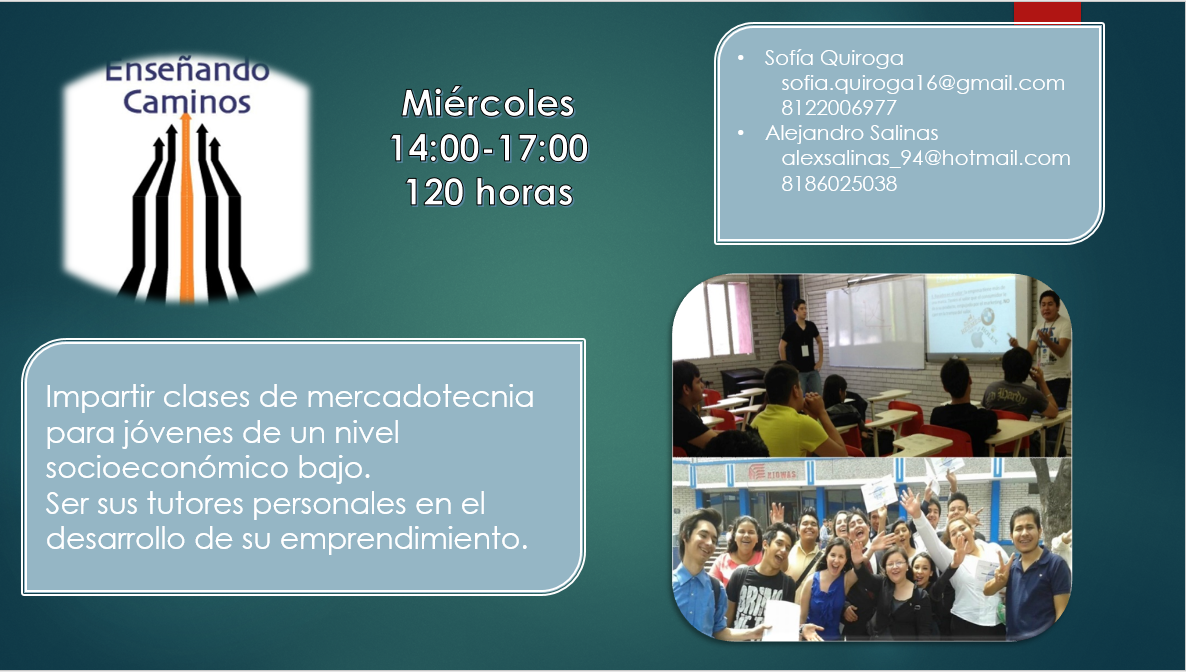 Enseñando
Caminos
Miércoles
14:00-17:00
120 horas
• Sofía Quiroga
sofia.quiroga16@gmail.com
8122006977
• Alejandro Salinas
alexsalinas_94@hotmail.com
8186025038
Impartir clases de mercadotecnia
para jóvenes de un nivel
socioeconómico bajo.
Ser sus tutores personales en el
desarrollo de su emprendimiento.